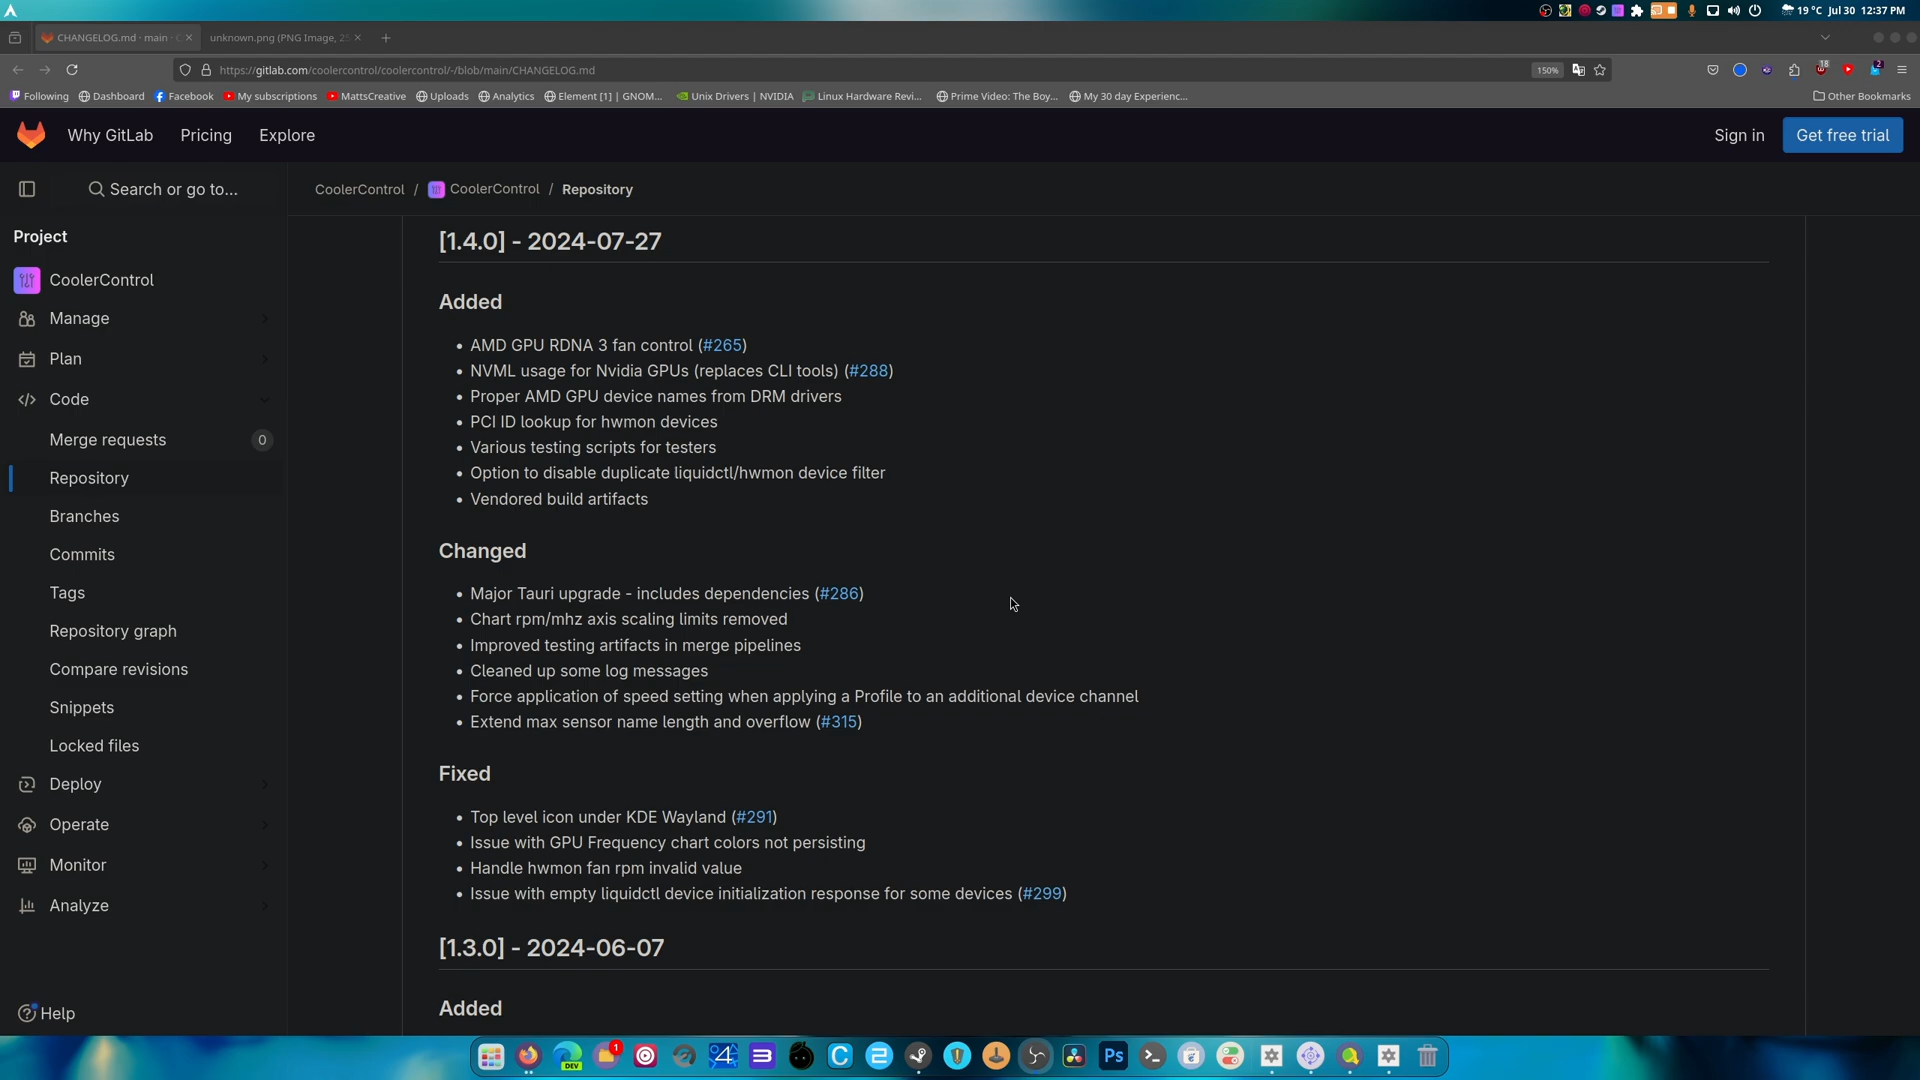 19 °C Jul 30 12:37 PM
CHANGELOG.md · main · C
unknown.png (PNG Image, 25
https://gitlab.com/coolercontrol/coolercontrol/-/blob/main/CHANGELOG.md
150%
18
2
Following
Dashboard
Facebook
My subscriptions
MattsCreative
Uploads
Analytics
Element [1] | GNOM...
Unix Drivers | NVIDIA
Linux Hardware Revi...
Prime Video: The Boy...
My 30 day Experienc...
Other Bookmarks
Why GitLab
Pricing
Explore
Sign in
Get free trial
Search or go to...
CoolerControl / CoolerControl / Repository
Project
CoolerControl
Manage
Plan
Code
Merge requests 0
Repository
Branches
Commits
Tags
Repository graph
Compare revisions
Snippets
Locked files
Deploy
Operate
Monitor
Analyze
Help
[1.4.0] - 2024-07-27
Added
• AMD GPU RDNA 3 fan control (#265)
• NVML usage for Nvidia GPUs (replaces CLI tools) (#288)
• Proper AMD GPU device names from DRM drivers
• PCI ID lookup for hwmon devices
• Various testing scripts for testers
• Option to disable duplicate liquidctl/hwmon device filter
• Vendored build artifacts
Changed
• Major Tauri upgrade - includes dependencies (#286)
• Chart rpm/mhz axis scaling limits removed
• Improved testing artifacts in merge pipelines
• Cleaned up some log messages
• Force application of speed setting when applying a Profile to an additional device channel
• Extend max sensor name length and overflow (#315)
Fixed
• Top level icon under KDE Wayland (#291)
• Issue with GPU Frequency chart colors not persisting
• Handle hwmon fan rpm invalid value
• Issue with empty liquidctl device initialization response for some devices (#299)
[1.3.0] - 2024-06-07
Added
DEV
1
Ps